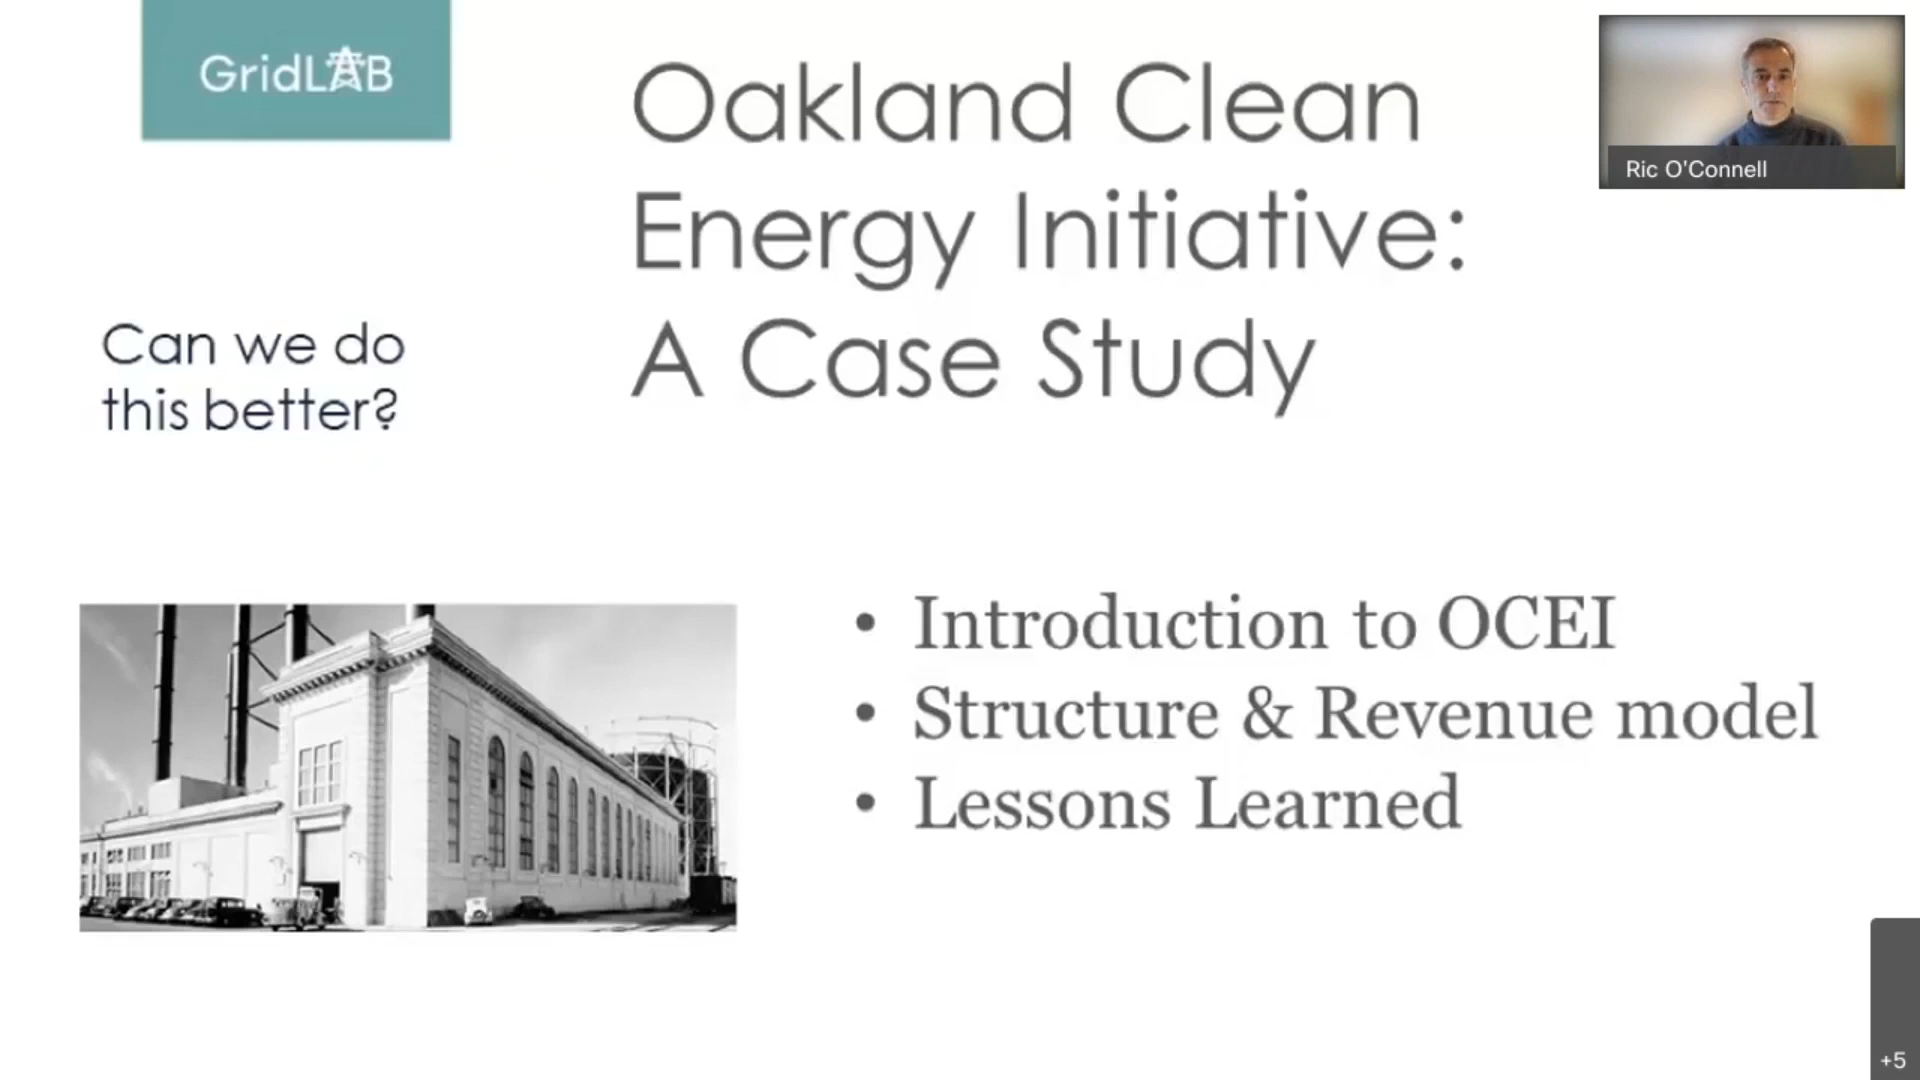 GridLAB
Oakland Clean
Energy Initiative:
A Case Study
Ric O'Connell
Can we do
this better?
• Introduction to OCEI
• Structure & Revenue model
• Lessons Learned
+5